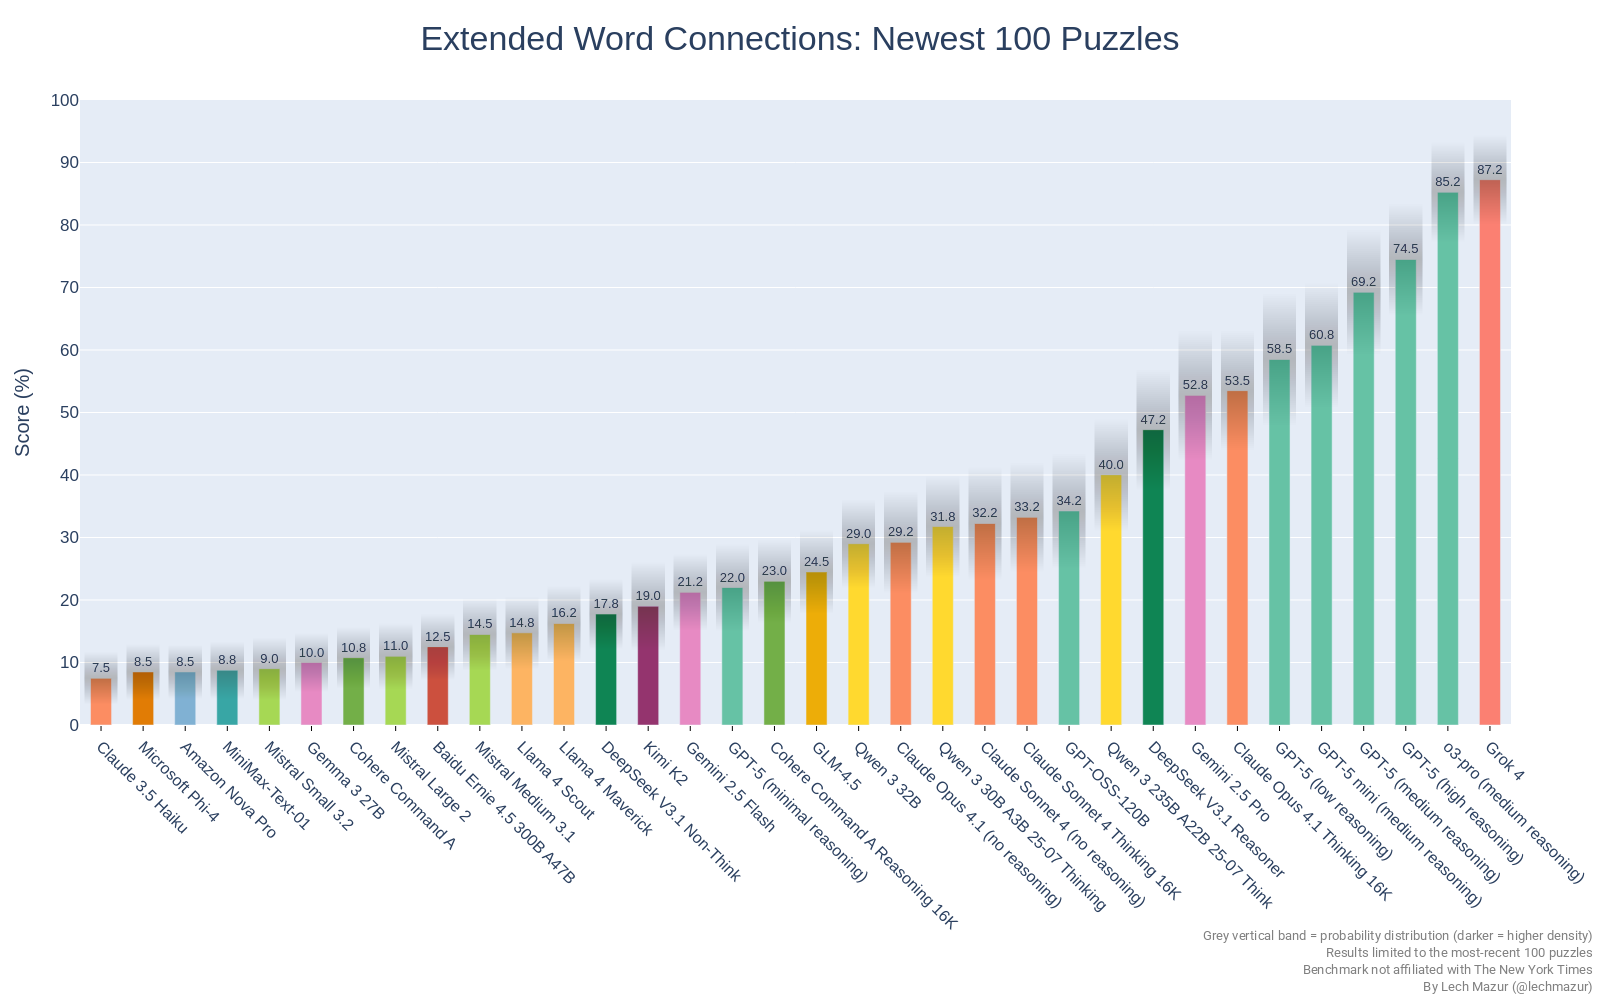 Extended Word Connections: Newest 100 Puzzles
Score (%)
100
90
80
70
60
50
40
30
20
10
0
7.5
8.5
8.5
8.8
9.0
10.0
10.8
11.0
12.5
14.5
14.8
16.2
17.8
19.0
21.2
22.0
23.0
24.5
29.0
29.2
31.8
32.2
33.2
34.2
40.0
47.2
52.8
53.5
58.5
60.8
69.2
74.5
85.2
87.2
Claude 3.5 Haiku
Microsoft Phi-4
Amazon Nova Pro
MiniMax-Text-01
Mistral Small 3.2
Gemma 3 27B
Cohere Command A
Mistral Large 2
Baidu Ernie 4.5 300B A47B
Mistral Medium 3.1
Llama 4 Scout
Llama 4 Maverick
DeepSeek V3.1 Non-Think
Kimi K2
Gemini 2.5 Flash
GPT-5 (minimal reasoning)
Cohere Command A Reasoning 16K
GLM-4.5
Qwen 3 32B
Claude Opus 4.1 (no reasoning)
Qwen 3 30B A3B 25-07 Thinking
Claude Sonnet 4 (no reasoning)
Claude Sonnet 4 Thinking 16K
GPT-OSS-120B
Qwen 3 235B A22B 25-07 Think
DeepSeek V3.1 Reasoner
Gemini 2.5 Pro
Claude Opus 4.1 Thinking 16K
GPT-5 (low reasoning)
GPT-5 mini (medium reasoning)
GPT-5 (medium reasoning)
GPT-5 (high reasoning)
o3-pro (medium reasoning)
Grok 4
Grey vertical band = probability distribution (darker = higher density)
Results limited to the most-recent 100 puzzles
Benchmark not affiliated with The New York Times
By Lech Mazur (@lechmazur)